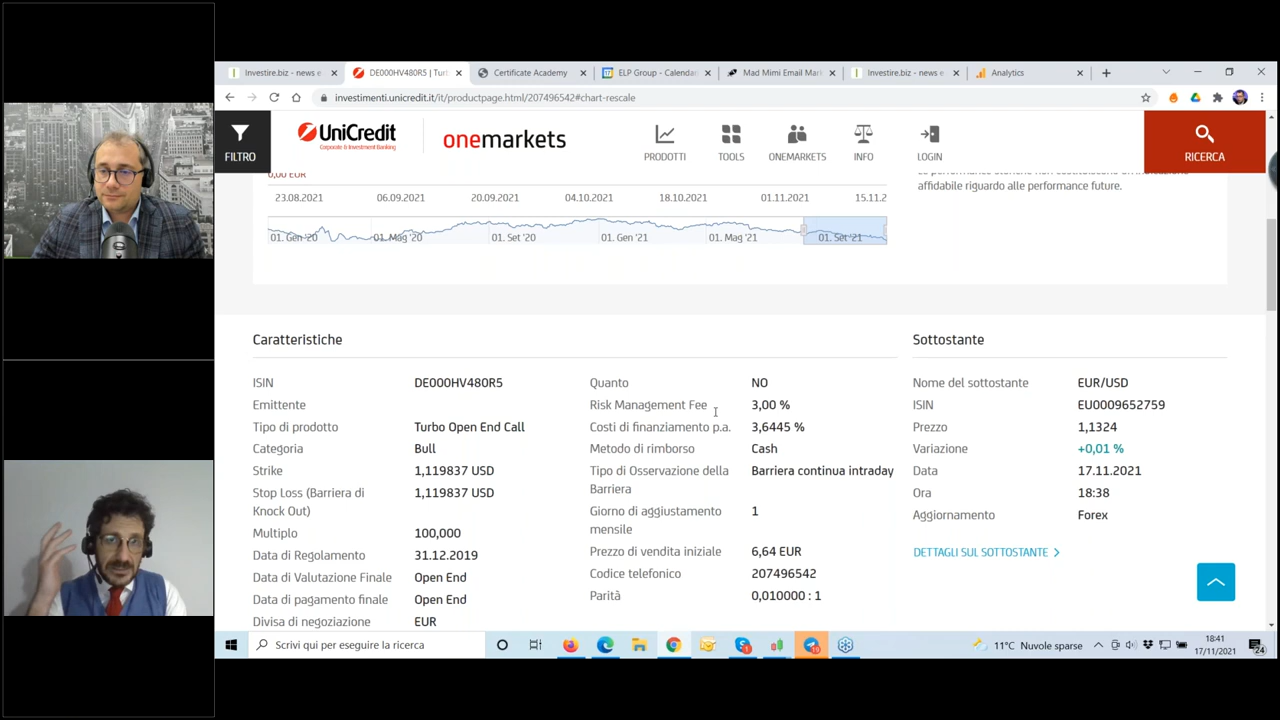 Investire.biz - news e
DE000HV480R5 | Turb
Certificate Academy
ELP Group - Calendar
Mad Mimi Email Mark
Investire.biz - news e
Analytics
investimenti.unicredit.it/it/productpage.html/207496542#chart-rescale
FILTRO
UniCredit
Corporate & Investment Banking
onemarkets
PRODOTTI
TOOLS
ONEMARKETS
INFO
LOGIN
RICERCA
0,00 EUR
affidabile riguardo alle performance future.
23.08.2021
06.09.2021
20.09.2021
04.10.2021
18.10.2021
01.11.2021
15.11.2
01. Gen '20
01. Mag '20
01. Set '20
01. Gen '21
01. Mag '21
01. Set '21
Caratteristiche
ISIN DE000HV480R5
Emittente
Tipo di prodotto Turbo Open End Call
Categoria Bull
Strike 1,119837 USD
Stop Loss (Barriera di 1,119837 USD
Knock Out)
Multiplo 100,000
Data di Regolamento 31.12.2019
Data di Valutazione Finale Open End
Data di pagamento finale Open End
Divisa di negoziazione EUR
Quanto NO
Risk Management Fee 3,00 %
Costi di finanziamento p.a. 3,6445 %
Metodo di rimborso Cash
Tipo di Osservazione della Barriera continua intraday
Barriera
Giorno di aggiustamento 1
mensile
Prezzo di vendita iniziale 6,64 EUR
Codice telefonico 207496542
Parità 0,010000 : 1
Sottostante
Nome del sottostante EUR/USD
ISIN EU0009652759
Prezzo 1,1324
Variazione +0,01 %
Data 17.11.2021
Ora 18:38
Aggiornamento Forex
DETTAGLI SUL SOTTOSTANTE
Scrivi qui per eseguire la ricerca
11°C Nuvole sparse
18:41
17/11/2021
24